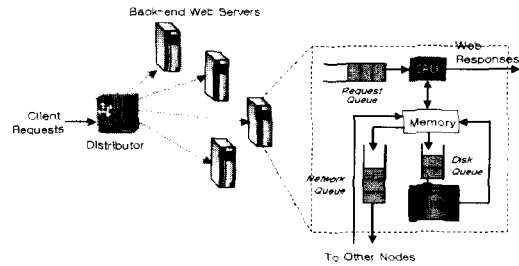 Back-end Web Servers
Client
Requests
Distributor
Request
Queue
CPU
Web
Responses
Memory
Network
Queue
Disk
Queue
To Other Nodes